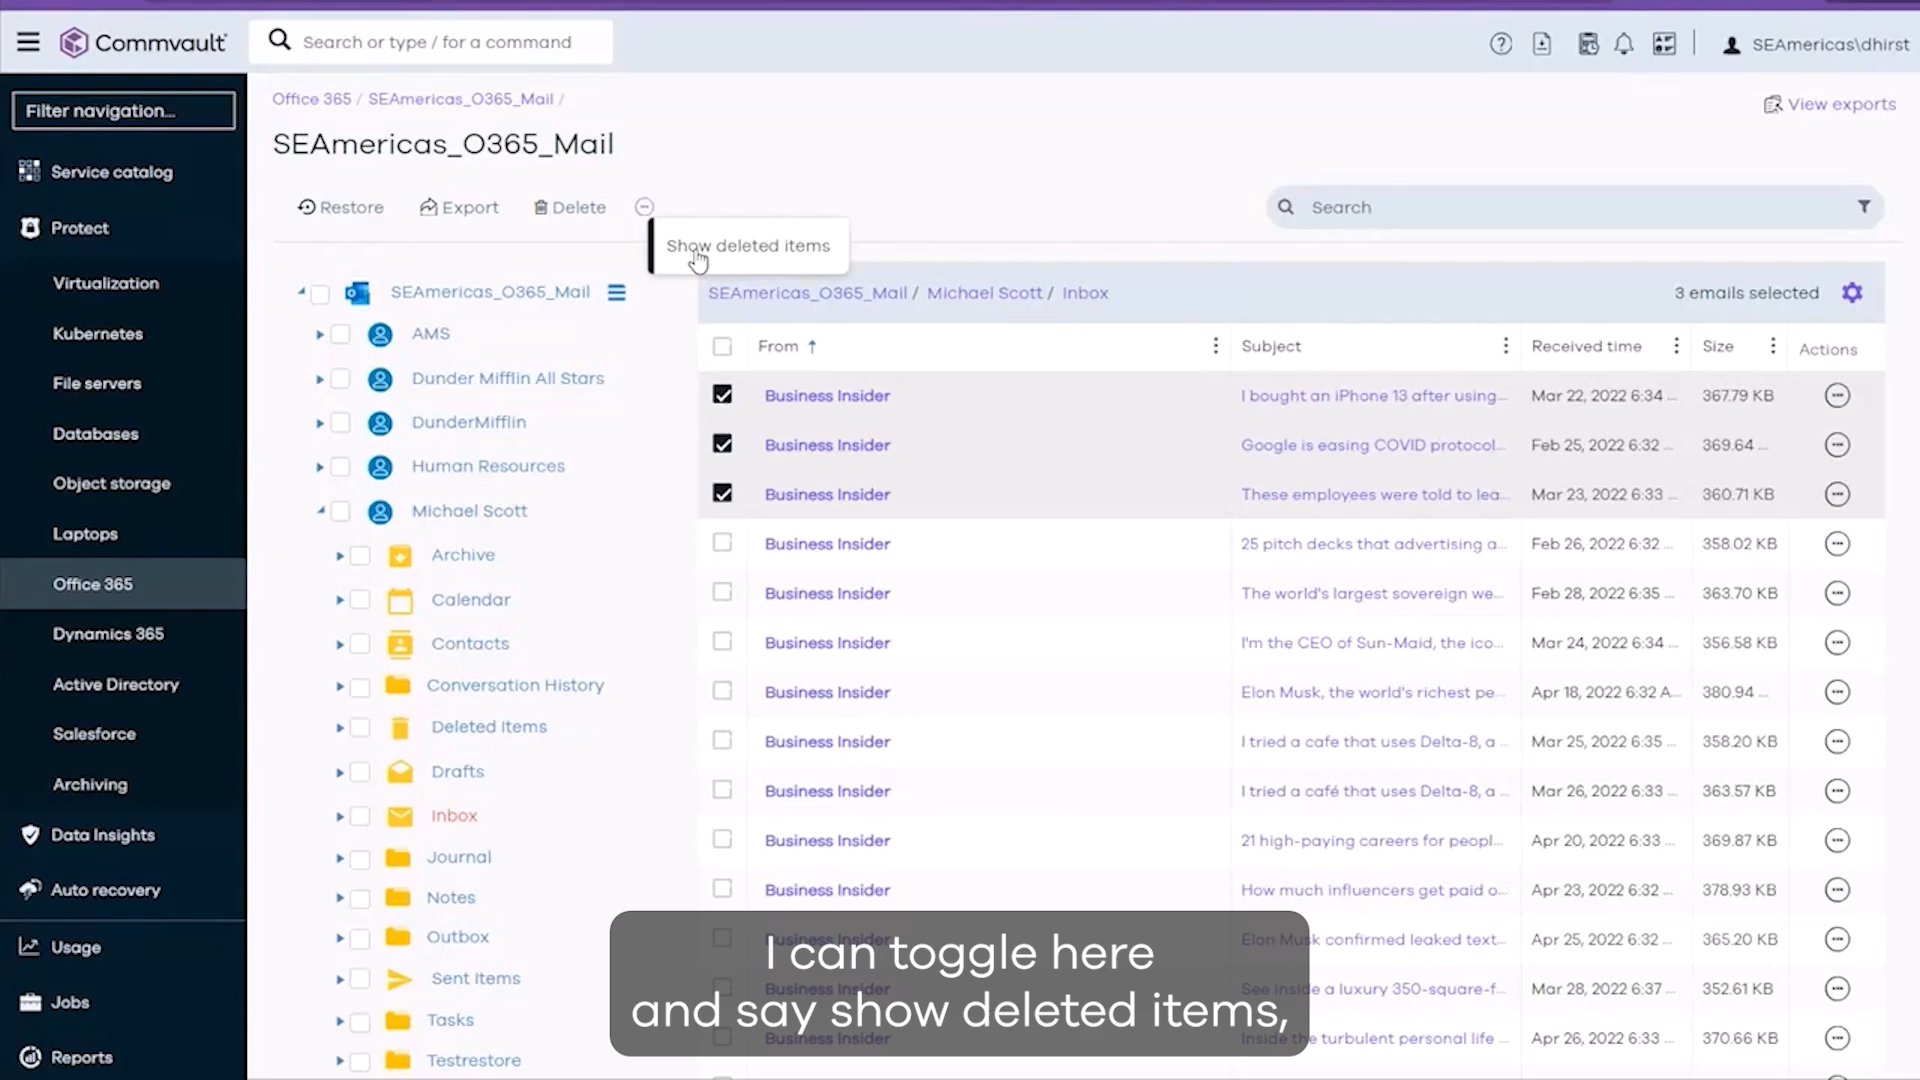 Commvault
Search or type / for a command
SEAmericas\dhirst
Filter navigation...
Service catalog
Protect
Virtualization
Kubernetes
File servers
Databases
Object storage
Laptops
Office 365
Dynamics 365
Active Directory
Salesforce
Archiving
Data Insights
Auto recovery
Usage
Jobs
Reports
Office 365 / SEAmericas_O365_Mail /
View exports
SEAmericas_O365_Mail
Restore Export Delete
Search
Show deleted items
SEAmericas_O365_Mail
AMS
Dunder Mifflin All Stars
DunderMifflin
Human Resources
Michael Scott
Archive
Calendar
Contacts
Conversation History
Deleted Items
Drafts
Inbox
Journal
Notes
Outbox
Sent Items
Tasks
Testrestore
SEAmericas_O365_Mail / Michael Scott / Inbox
3 emails selected
From Subject Received time Size Actions
Business Insider I bought an iPhone 13 after using... Mar 22, 2022 6:34 ... 367.79 KB
Business Insider Google is easing COVID protocol... Feb 25, 2022 6:32 ... 369.64 ...
Business Insider These employees were told to lea... Mar 23, 2022 6:33 ... 360.71 KB
Business Insider 25 pitch decks that advertising a... Feb 26, 2022 6:32 ... 358.02 KB
Business Insider The world's largest sovereign we... Feb 28, 2022 6:35 ... 363.70 KB
Business Insider I'm the CEO of Sun-Maid, the ico... Mar 24, 2022 6:34 ... 356.58 KB
Business Insider Elon Musk, the world's richest pe... Apr 18, 2022 6:32 A... 380.94 ...
Business Insider I tried a cafe that uses Delta-8, a ... Mar 25, 2022 6:35 ... 358.20 KB
Business Insider I tried a café that uses Delta-8, a ... Mar 26, 2022 6:33 ... 363.57 KB
Business Insider 21 high-paying careers for peopl... Apr 20, 2022 6:33 ... 369.87 KB
Business Insider How much influencers get paid o... Apr 23, 2022 6:32 ... 378.93 KB
Business Insider Elon Musk confirmed leaked text... Apr 25, 2022 6:32 ... 365.20 KB
Business Insider See inside a luxury 350-square-f... Mar 28, 2022 6:37 ... 352.61 KB
Business Insider Inside the turbulent personal life ... Apr 26, 2022 6:33 ... 370.66 KB
I can toggle here
and say show deleted items,